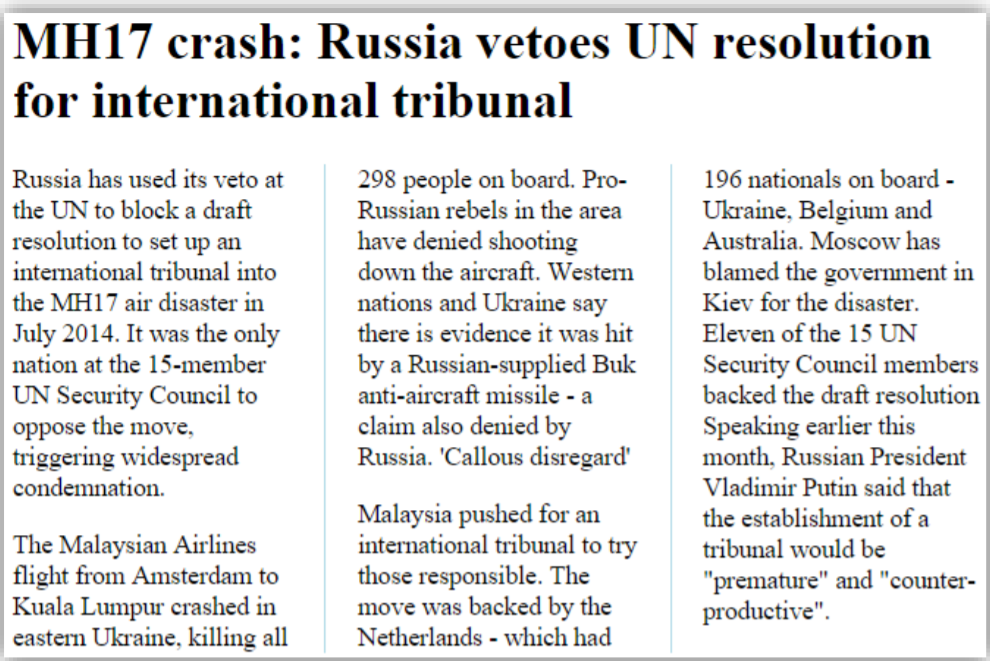 MH17 crash: Russia vetoes UN resolution
for international tribunal
Russia has used its veto at
the UN to block a draft
resolution to set up an
international tribunal into
the MH17 air disaster in
July 2014. It was the only
nation at the 15-member
UN Security Council to
oppose the move,
triggering widespread
condemnation.
The Malaysian Airlines
flight from Amsterdam to
Kuala Lumpur crashed in
eastern Ukraine, killing all
298 people on board. Pro-
Russian rebels in the area
have denied shooting
down the aircraft. Western
nations and Ukraine say
there is evidence it was hit
by a Russian-supplied Buk
anti-aircraft missile - a
claim also denied by
Russia. 'Callous disregard'
Malaysia pushed for an
international tribunal to try
those responsible. The
move was backed by the
Netherlands - which had
196 nationals on board -
Ukraine, Belgium and
Australia. Moscow has
blamed the government in
Kiev for the disaster.
Eleven of the 15 UN
Security Council members
backed the draft resolution
Speaking earlier this
month, Russian President
Vladimir Putin said that
the establishment of a
tribunal would be
"premature" and "counter-
productive".